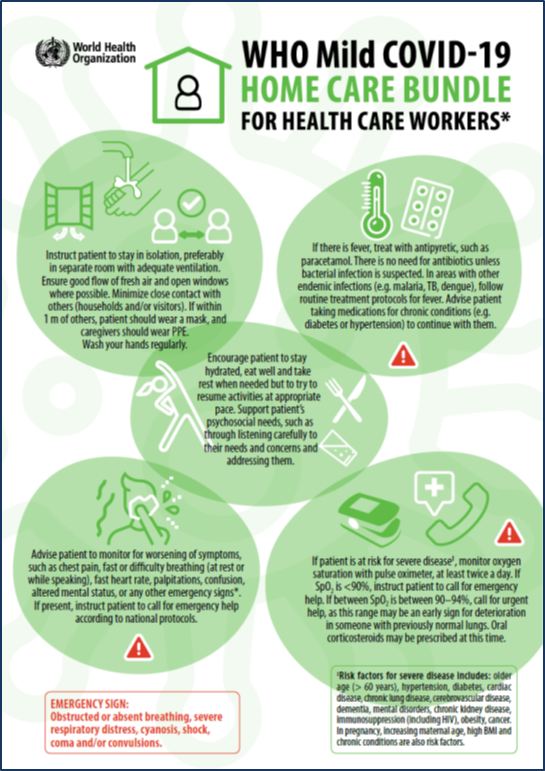 World Health
Organization
WHO Mild COVID-19
HOME CARE BUNDLE
FOR HEALTH CARE WORKERS*
Instruct patient to stay in isolation, preferably
in separate room with adequate ventilation.
Ensure good flow of fresh air and open windows
where possible. Minimize close contact with
others (households and/or visitors). If within
1 m of others, patient should wear a mask, and
caregivers should wear PPE.
Wash your hands regularly.
If there is fever, treat with antipyretic, such as
paracetamol. There is no need for antibiotics unless
bacterial infection is suspected. In areas with other
endemic infections (e.g. malaria, TB, dengue), follow
routine treatment protocols for fever. Advise patient
taking medications for chronic conditions (e.g.
diabetes or hypertension) to continue with them.
Encourage patient to stay
hydrated, eat well and take
rest when needed but to try to
resume activities at appropriate
pace. Support patient's
psychosocial needs, such as
through listening carefully to
their needs and concerns and
addressing them.
Advise patient to monitor for worsening of symptoms,
such as chest pain, fast or difficulty breathing (at rest or
while speaking), fast heart rate, palpitations, confusion,
altered mental status, or any other emergency signs*.
If present, instruct patient to call for emergency help
according to national protocols.
If patient is at risk for severe disease¹, monitor oxygen
saturation with pulse oximeter, at least twice a day. If
SpO₂ is <90%, instruct patient to call for emergency
help. If between SpO₂ is between 90–94%, call for urgent
help, as this range may be an early sign for deterioration
in someone with previously normal lungs. Oral
corticosteroids may be prescribed at this time.
EMERGENCY SIGN:
Obstructed or absent breathing, severe
respiratory distress, cyanosis, shock,
coma and/or convulsions.
¹Risk factors for severe disease includes: older
age (> 60 years), hypertension, diabetes, cardiac
disease, chronic lung disease, cerebrovascular disease,
dementia, mental disorders, chronic kidney disease,
immunosuppression (including HIV), obesity, cancer.
In pregnancy, increasing maternal age, high BMI and
chronic conditions are also risk factors.